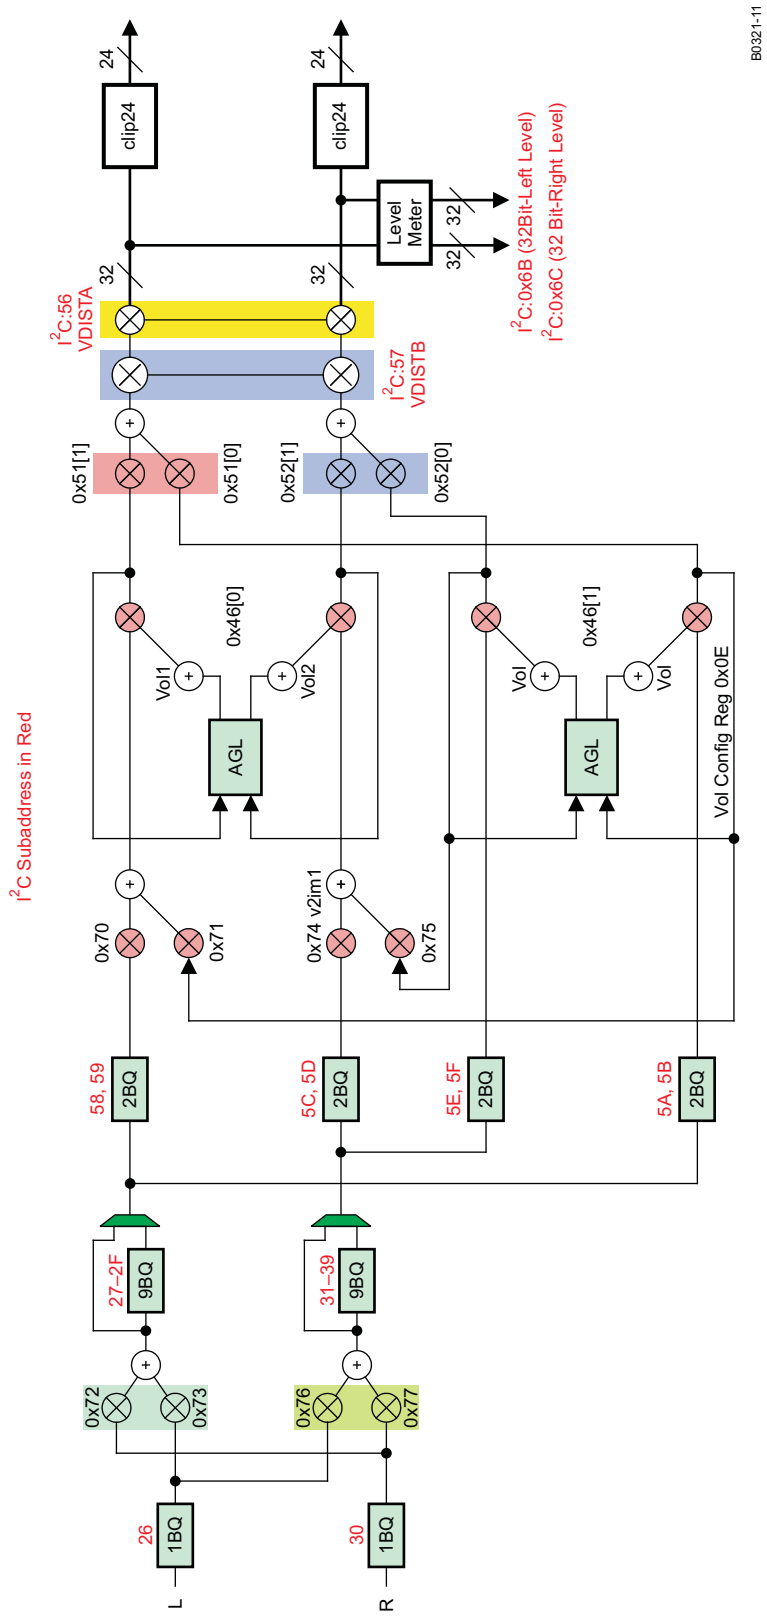 I²C Subaddress in Red
L
26
1BQ
R
30
1BQ
0x72
0x73
+
27–2F
9BQ
0x76
0x77
+
31–39
9BQ
58, 59
2BQ
5C, 5D
2BQ
5E, 5F
2BQ
5A, 5B
2BQ
0x70
0x71
+
0x74 v2im1
0x75
+
AGL
Vol1
+
Vol2
+
0x46[0]
AGL
Vol
+
Vol
+
0x46[1]
Vol Config Reg 0x0E
0x51[1]
0x51[0]
+
0x52[1]
0x52[0]
+
I²C:57
VDISTB
I²C:56
VDISTA
32
32
Level
Meter
32
32
I²C:0x6B (32Bit-Left Level)
I²C:0x6C (32 Bit-Right Level)
clip24
24
clip24
24
B0321-11